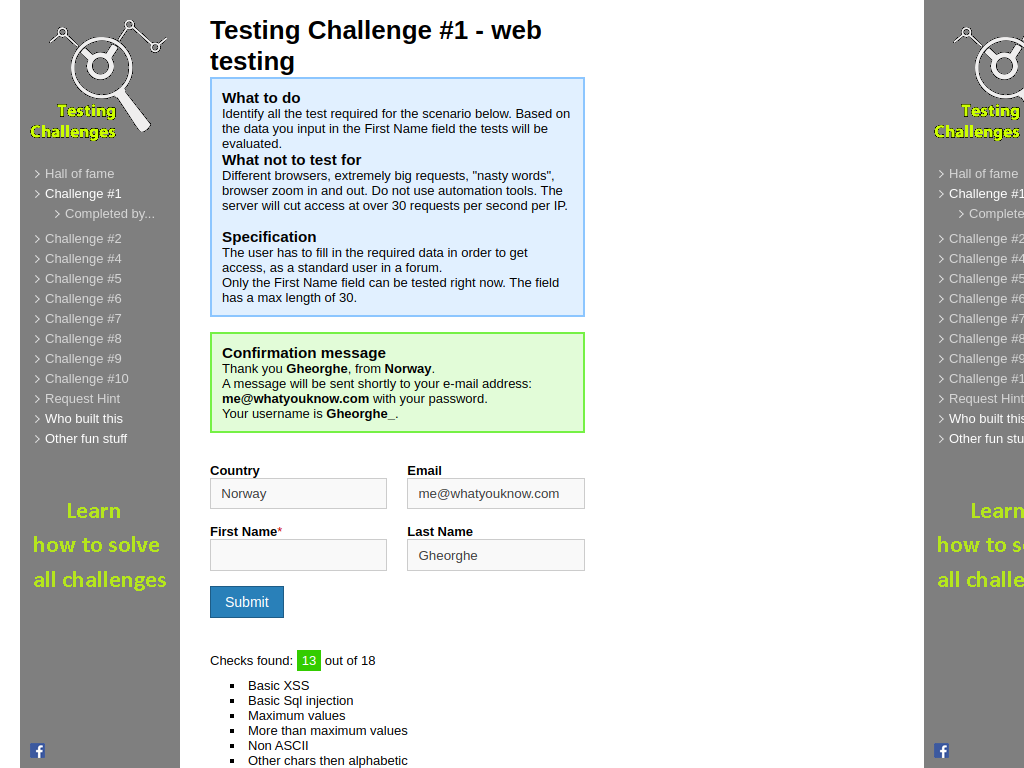 Testing
Challenges
Hall of fame
Challenge #1
Completed by...
Challenge #2
Challenge #4
Challenge #5
Challenge #6
Challenge #7
Challenge #8
Challenge #9
Challenge #10
Request Hint
Who built this
Other fun stuff
Learn
how to solve
all challenges
Testing Challenge #1 - web
testing
What to do
Identify all the test required for the scenario below. Based on
the data you input in the First Name field the tests will be
evaluated.
What not to test for
Different browsers, extremely big requests, "nasty words",
browser zoom in and out. Do not use automation tools. The
server will cut access at over 30 requests per second per IP.
Specification
The user has to fill in the required data in order to get
access, as a standard user in a forum.
Only the First Name field can be tested right now. The field
has a max length of 30.
Confirmation message
Thank you Gheorghe, from Norway.
A message will be sent shortly to your e-mail address:
me@whatyouknow.com with your password.
Your username is Gheorghe_.
Country Email
Norway me@whatyouknow.com
First Name* Last Name
Gheorghe
Submit
Checks found: 13 out of 18
Basic XSS
Basic Sql injection
Maximum values
More than maximum values
Non ASCII
Other chars then alphabetic
Testing
Challenges
Hall of fame
Challenge #1
Complete
Challenge #2
Challenge #4
Challenge #5
Challenge #6
Challenge #7
Challenge #8
Challenge #9
Challenge #1
Request Hint
Who built this
Other fun stu
Learn
how to so
all challe